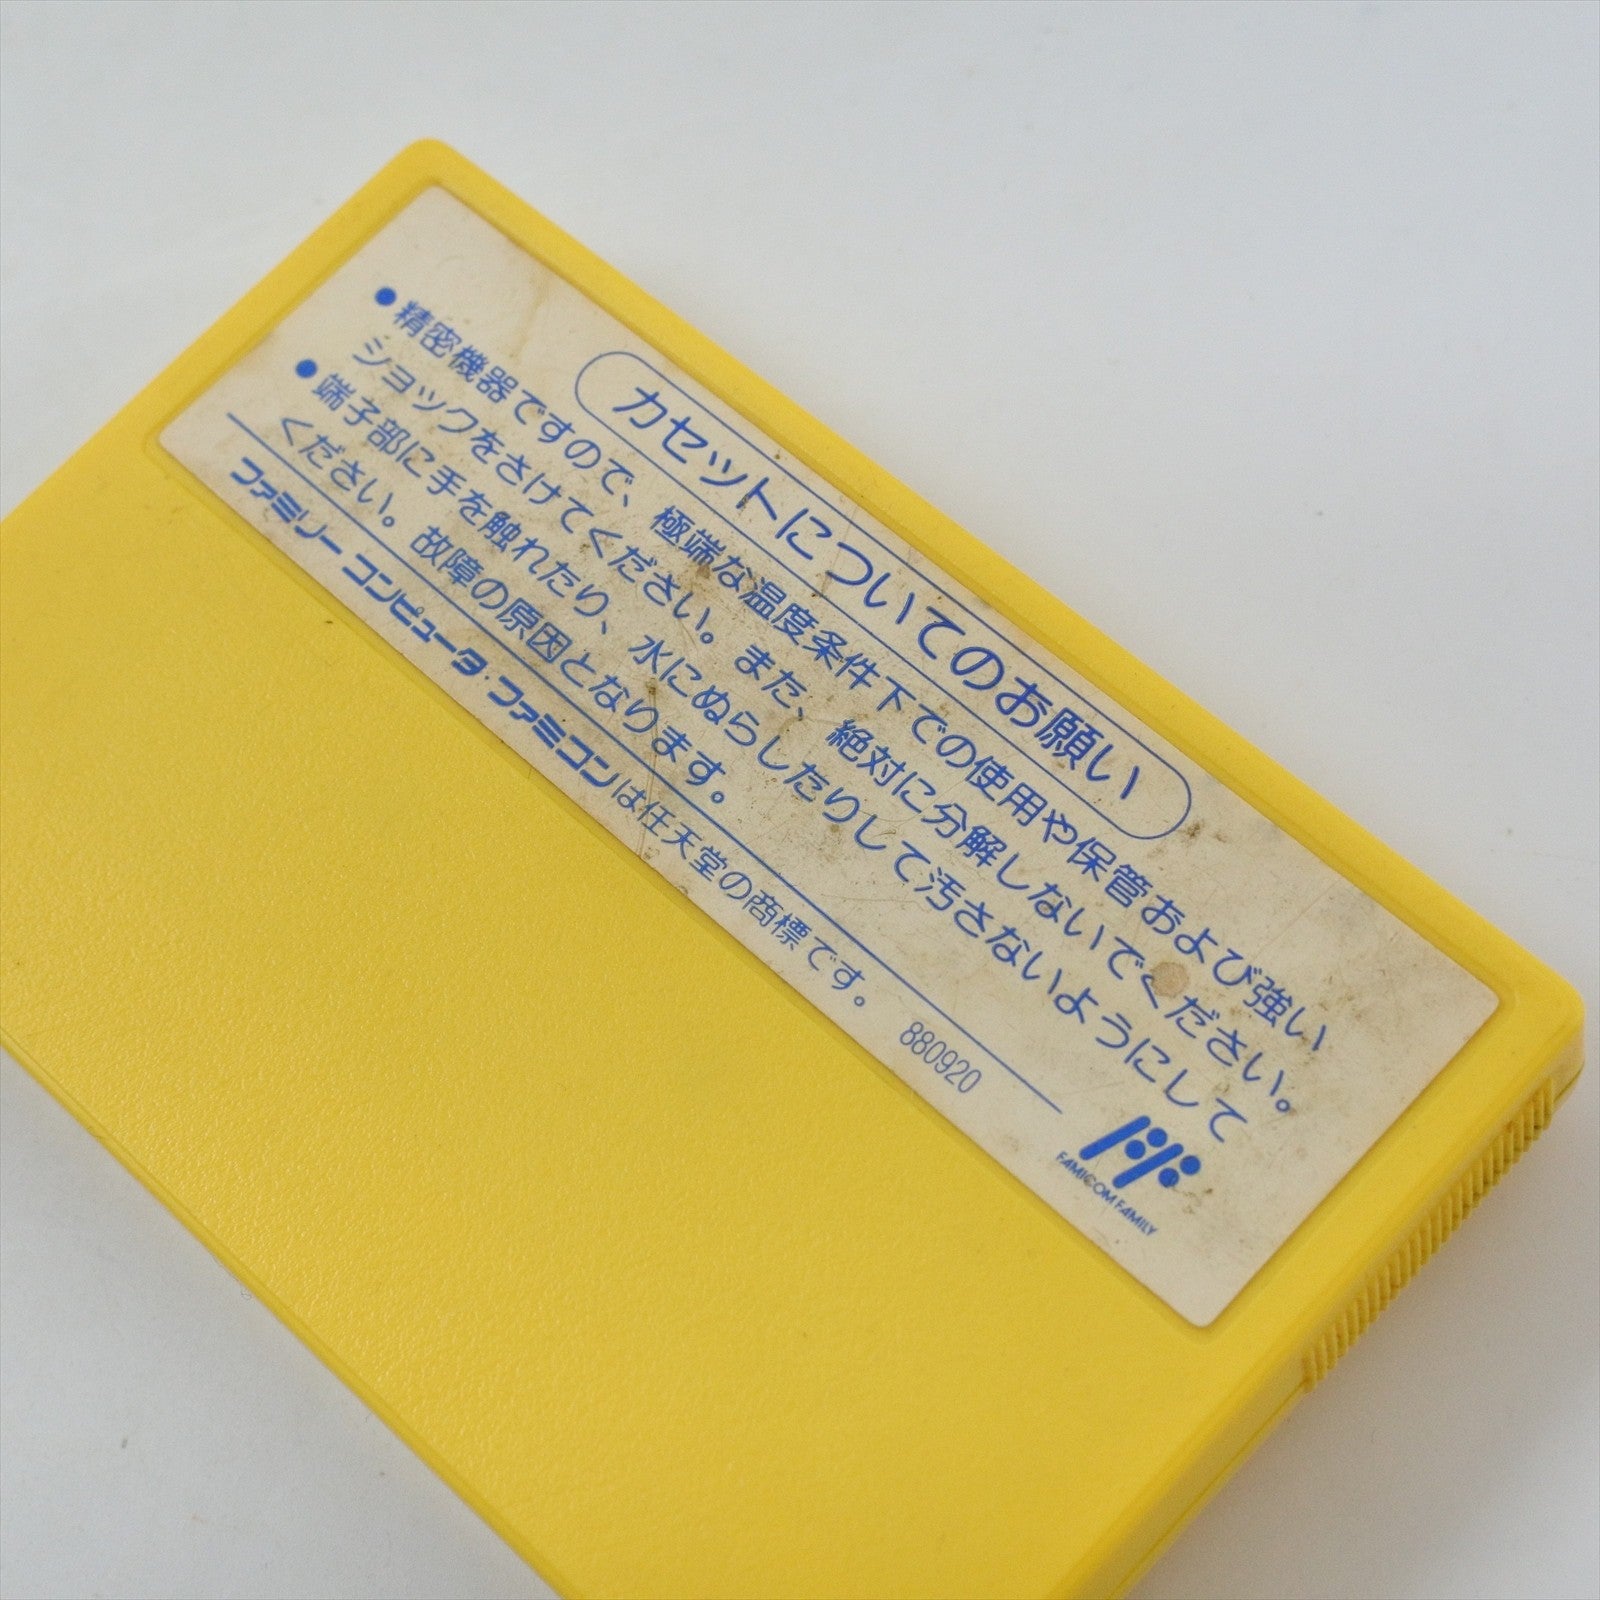 カセットについてのお願い
●精密機器ですので、極端な温度条件下での使用や保管および強い
ショックをさけてください。また、絶対に分解しないでください。
●端子部に手を触れたり、水にぬらしたりして汚さないようにして
ください。故障の原因となります。
ファミリー コンピュータ・ファミコンは任天堂の商標です。 880920
FAMICOM FAMILY